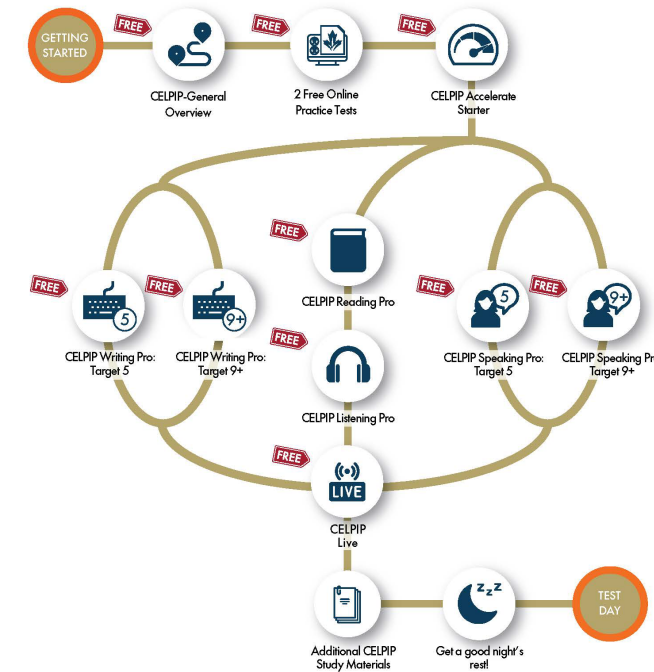 GETTING
STARTED
FREE
FREE
FREE
CELPIP-General
Overview
2 Free Online
Practice Tests
CELPIP Accelerate
Starter
FREE
CELPIP Reading Pro
FREE
5
CELPIP Writing Pro:
Target 5
FREE
9+
CELPIP Writing Pro:
Target 9+
FREE
5
CELPIP Speaking Pro:
Target 5
FREE
9+
CELPIP Speaking Pr
Target 9+
FREE
CELPIP Listening Pro
FREE
LIVE
CELPIP
Live
Additional CELPIP
Study Materials
z z z
Get a good night's
rest!
TEST
DAY